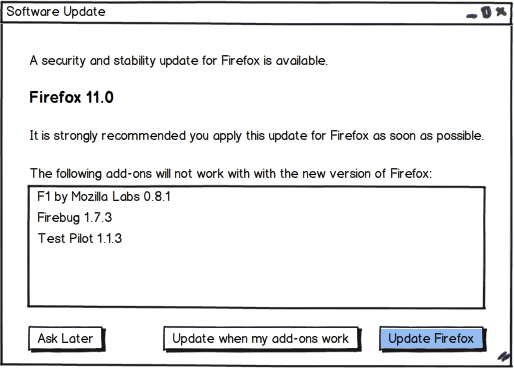 Software Update
A security and stability update for Firefox is available.
Firefox 11.0
It is strongly recommended you apply this update for Firefox as soon as possible.
The following add-ons will not work with with the new version of Firefox:
F1 by Mozilla Labs 0.8.1
Firebug 1.7.3
Test Pilot 1.1.3
Ask Later
Update when my add-ons work
Update Firefox